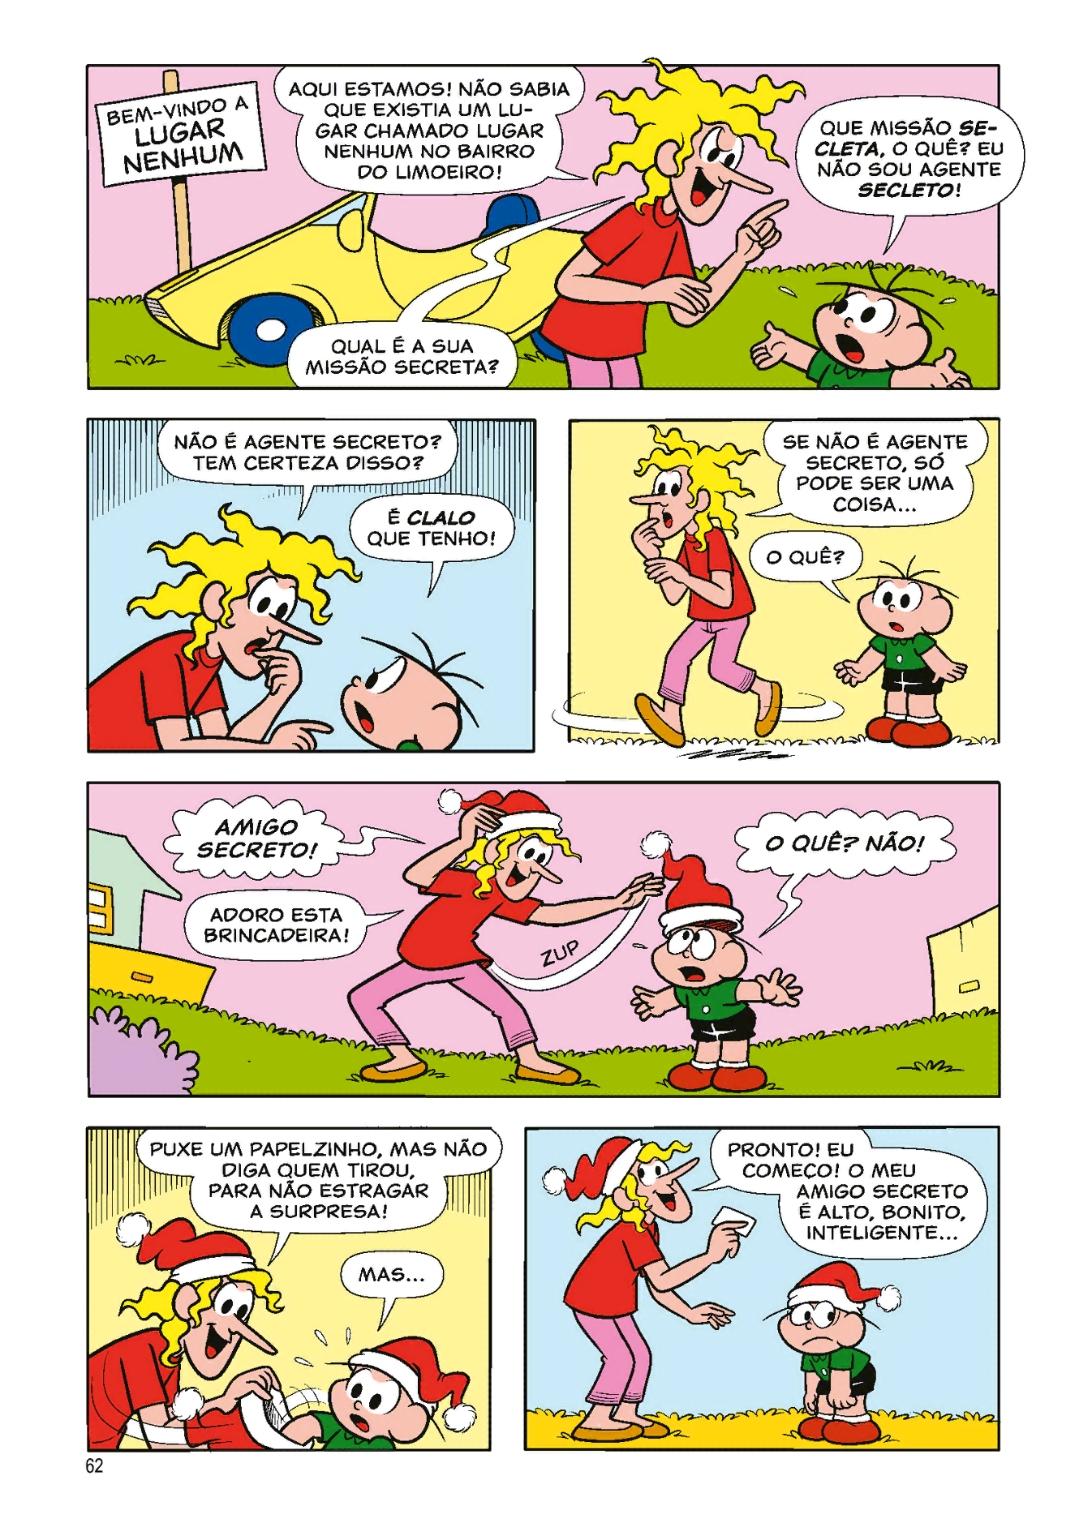 BEM-VINDO A
LUGAR
NENHUM
AQUI ESTAMOS! NÃO SABIA
QUE EXISTIA UM LU-
GAR CHAMADO LUGAR
NENHUM NO BAIRRO
DO LIMOEIRO!
QUE MISSÃO SE-
CLETA, O QUÊ? EU
NÃO SOU AGENTE
SECLETO!
QUAL É A SUA
MISSÃO SECRETA?
NÃO É AGENTE SECRETO?
TEM CERTEZA DISSO?
É CLALO
QUE TENHO!
SE NÃO É AGENTE
SECRETO, SÓ
PODE SER UMA
COISA...
O QUÊ?
AMIGO
SECRETO!
ADORO ESTA
BRINCADEIRA!
ZUP
O QUÊ? NÃO!
PUXE UM PAPELZINHO, MAS NÃO
DIGA QUEM TIROU,
PARA NÃO ESTRAGAR
A SURPRESA!
MAS...
PRONTO! EU
COMEÇO! O MEU
AMIGO SECRETO
É ALTO, BONITO,
INTELIGENTE...
62